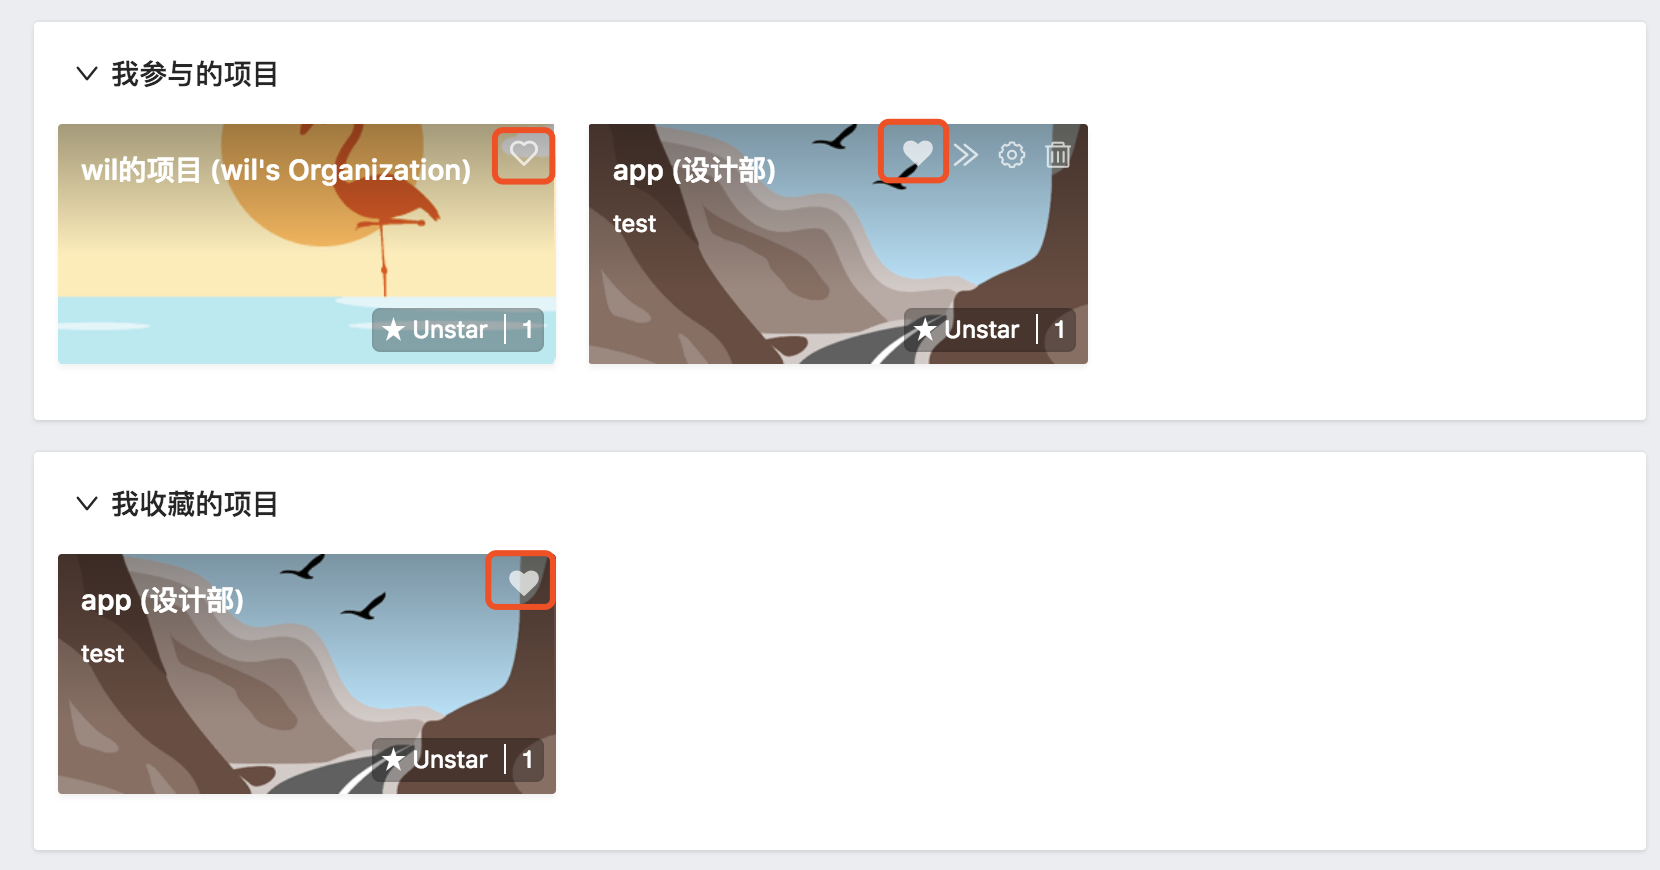 我参与的项目
wil的项目 (wil's Organization)
★ Unstar | 1
app (设计部)
test
★ Unstar | 1
我收藏的项目
app (设计部)
test
★ Unstar | 1